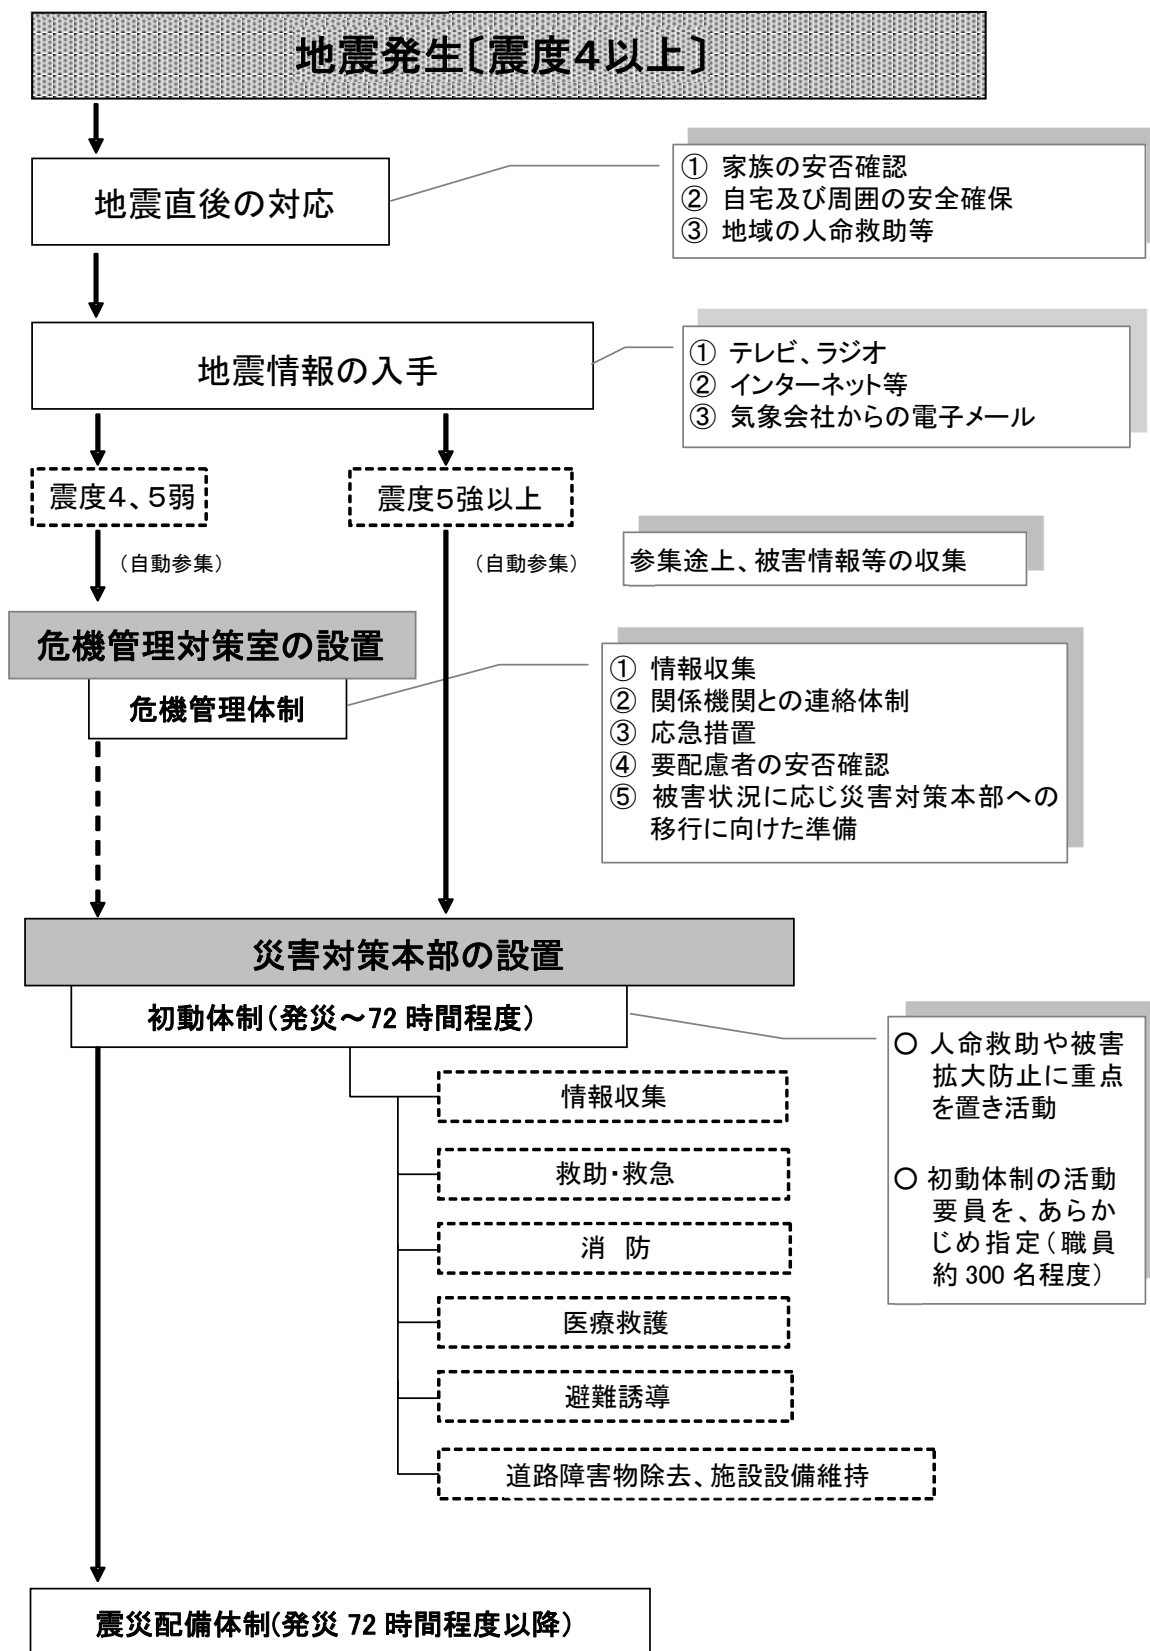 地震発生〔震度４以上〕
地震直後の対応
① 家族の安否確認
② 自宅及び周囲の安全確保
③ 地域の人命救助等
地震情報の入手
① テレビ、ラジオ
② インターネット等
③ 気象会社からの電子メール
震度４、５弱
震度５強以上
（自動参集）
（自動参集）
参集途上、被害情報等の収集
危機管理対策室の設置
危機管理体制
① 情報収集
② 関係機関との連絡体制
③ 応急措置
④ 要配慮者の安否確認
⑤ 被害状況に応じ災害対策本部への
移行に向けた準備
災害対策本部の設置
初動体制（発災～72 時間程度）
○ 人命救助や被害
拡大防止に重点
を置き活動
○ 初動体制の活動
要員を、あらか
じめ指定（職員
約 300 名程度）
情報収集
救助・救急
消　防
医療救護
避難誘導
道路障害物除去、施設設備維持
震災配備体制(発災 72 時間程度以降）